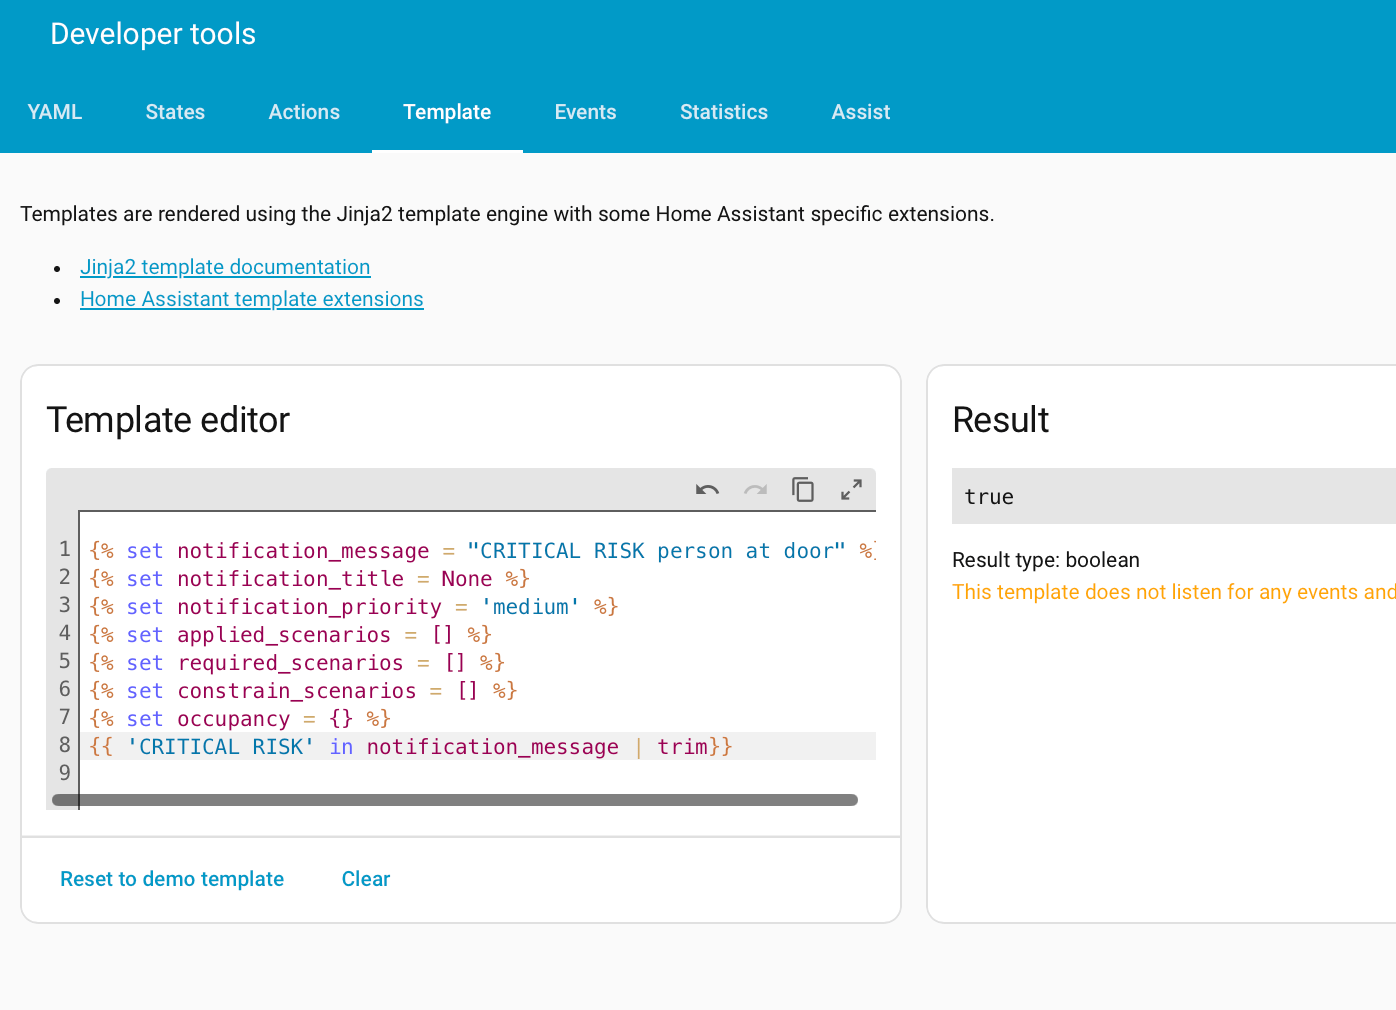 Developer tools
YAML States Actions Template Events Statistics Assist
Templates are rendered using the Jinja2 template engine with some Home Assistant specific extensions.
• Jinja2 template documentation
• Home Assistant template extensions
Template editor
1 {% set notification_message = "CRITICAL RISK person at door" %}
2 {% set notification_title = None %}
3 {% set notification_priority = 'medium' %}
4 {% set applied_scenarios = [] %}
5 {% set required_scenarios = [] %}
6 {% set constrain_scenarios = [] %}
7 {% set occupancy = {} %}
8 {{ 'CRITICAL RISK' in notification_message | trim}}
9
Reset to demo template Clear
Result
true
Result type: boolean
This template does not listen for any events and